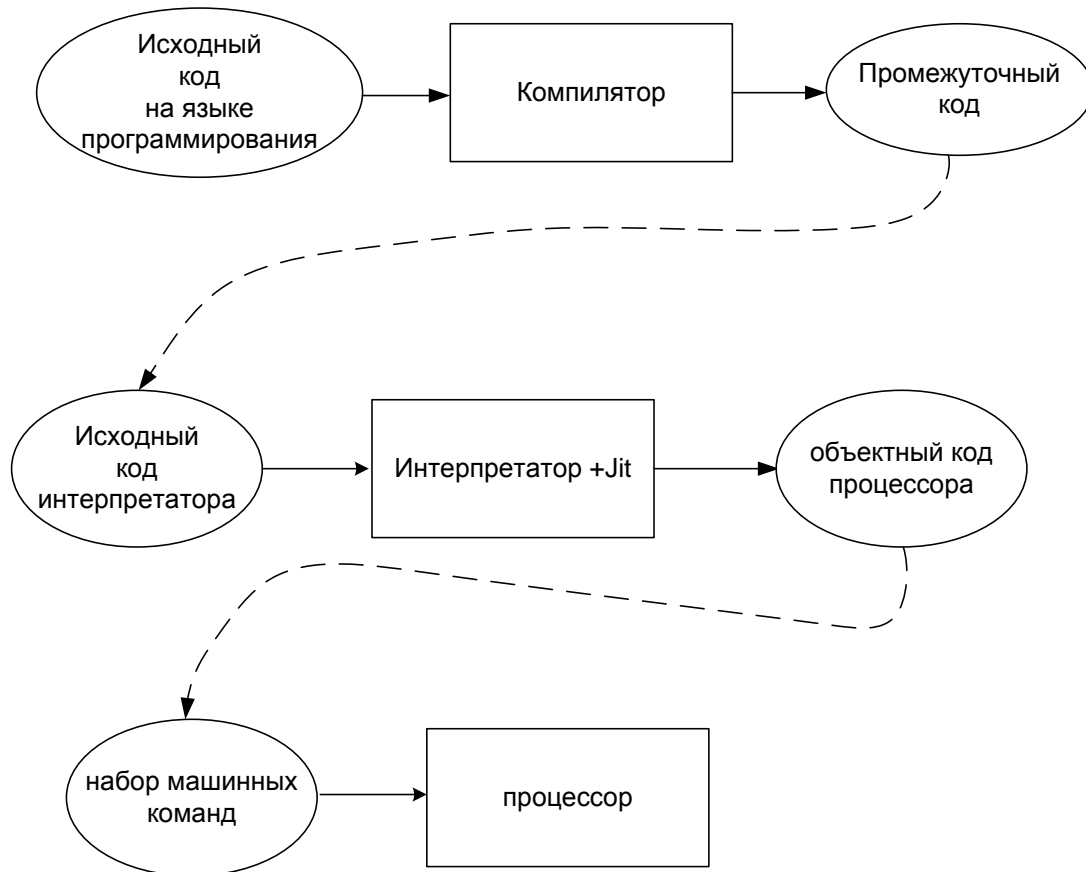 Исходный
код
на языке
программирования
Компилятор
Промежуточный
код
Исходный
код
интерпретатора
Интерпретатор +Jit
объектный код
процессора
набор машинных
команд
процессор